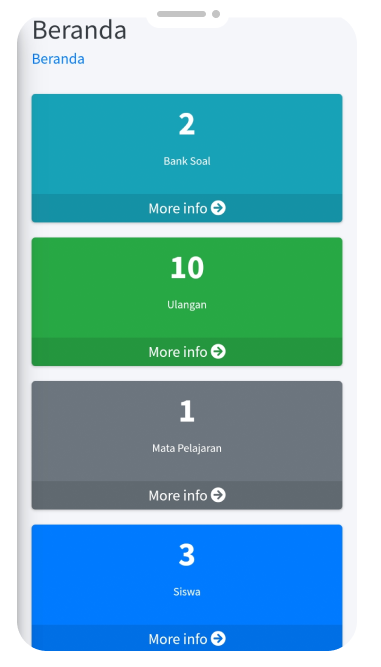 Beranda
Beranda
2
Bank Soal
More info
10
Ulangan
More info
1
Mata Pelajaran
More info
3
Siswa
More info